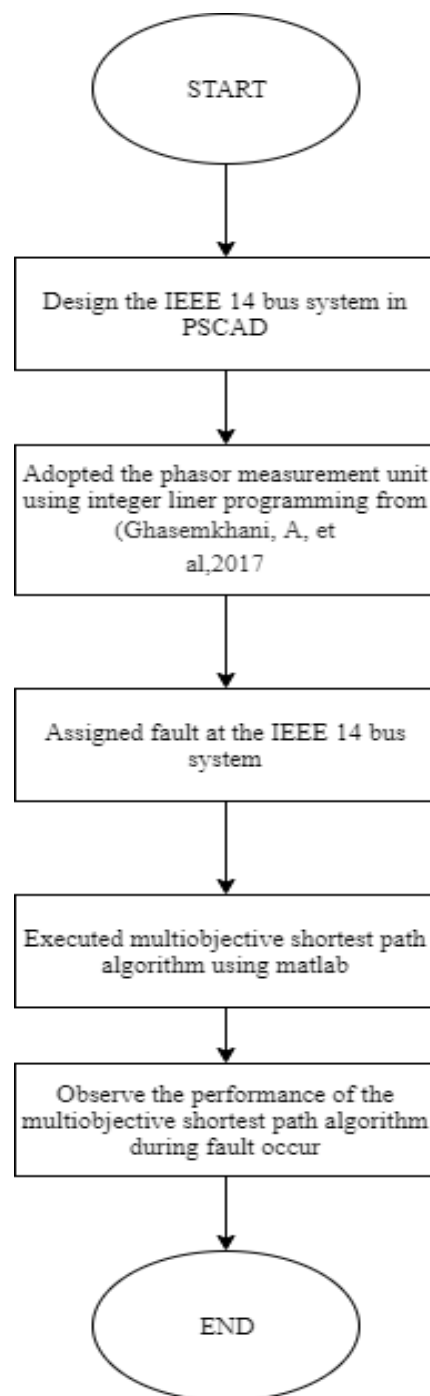 START
Design the IEEE 14 bus system in
PSCAD
Adopted the phasor measurement unit
using integer liner programming from
(Ghasemkhani, A, et
al,2017
Assigned fault at the IEEE 14 bus
system
Executed multiobjective shortest path
algorithm using matlab
Observe the performance of the
multiobjective shortest path algorithm
during fault occur
END